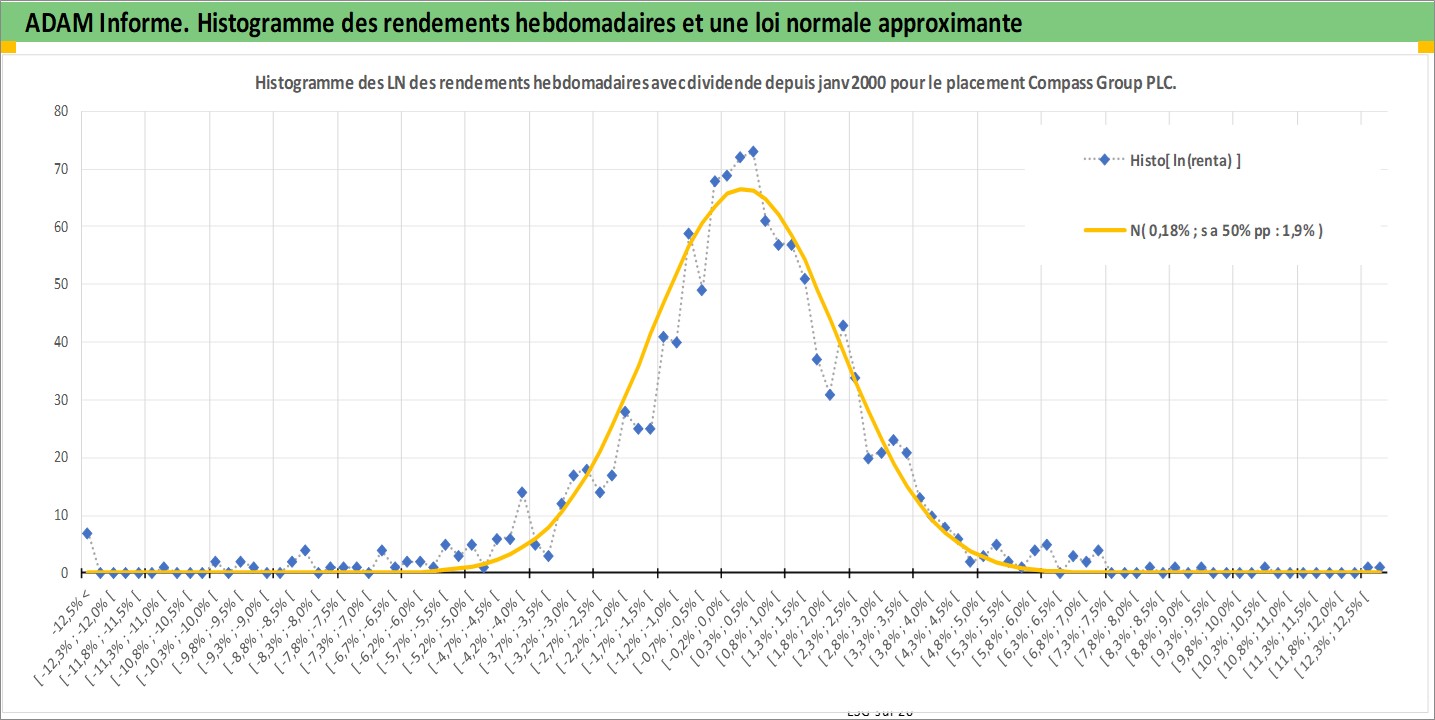 ADAM Informe. Histogramme des rendements hebdomadaires et une loi normale approximante
Histogramme des LN des rendements hebdomadaires avec dividende depuis janv 2000 pour le placement Compass Group PLC.
80
70
60
50
40
30
20
10
0
Histo[ ln(renta) ]
N( 0,18% ; s a 50% pp : 1,9% )
-12,5% <
[ -12,3% ; -12,0% [
[ -11,8% ; -11,5% [
[ -11,3% ; -11,0% [
[ -10,8% ; -10,5% [
[ -10,3% ; -10,0% [
[ -9,8% ; -9,5% [
[ -9,3% ; -9,0% [
[ -8,8% ; -8,5% [
[ -8,3% ; -8,0% [
[ -7,8% ; -7,5% [
[ -7,3% ; -7,0% [
[ -6,7% ; -6,5% [
[ -6,2% ; -6,0% [
[ -5,7% ; -5,5% [
[ -5,2% ; -5,0% [
[ -4,7% ; -4,5% [
[ -4,2% ; -4,0% [
[ -3,7% ; -3,5% [
[ -3,2% ; -3,0% [
[ -2,7% ; -2,5% [
[ -2,2% ; -2,0% [
[ -1,7% ; -1,5% [
[ -1,2% ; -1,0% [
[ -0,7% ; -0,5% [
[ -0,2% ; 0,0% [
[ 0,3% ; 0,5% [
[ 0,8% ; 1,0% [
[ 1,3% ; 1,5% [
[ 1,8% ; 2,0% [
[ 2,3% ; 2,5% [
[ 2,8% ; 3,0% [
[ 3,3% ; 3,5% [
[ 3,8% ; 4,0% [
[ 4,3% ; 4,5% [
[ 4,8% ; 5,0% [
[ 5,3% ; 5,5% [
[ 5,8% ; 6,0% [
[ 6,3% ; 6,5% [
[ 6,8% ; 7,0% [
[ 7,3% ; 7,5% [
[ 7,8% ; 8,0% [
[ 8,3% ; 8,5% [
[ 8,8% ; 9,0% [
[ 9,3% ; 9,5% [
[ 9,8% ; 10,0% [
[ 10,3% ; 10,5% [
[ 10,8% ; 11,0% [
[ 11,3% ; 11,5% [
[ 11,8% ; 12,0% [
[ 12,3% ; 12,5% [